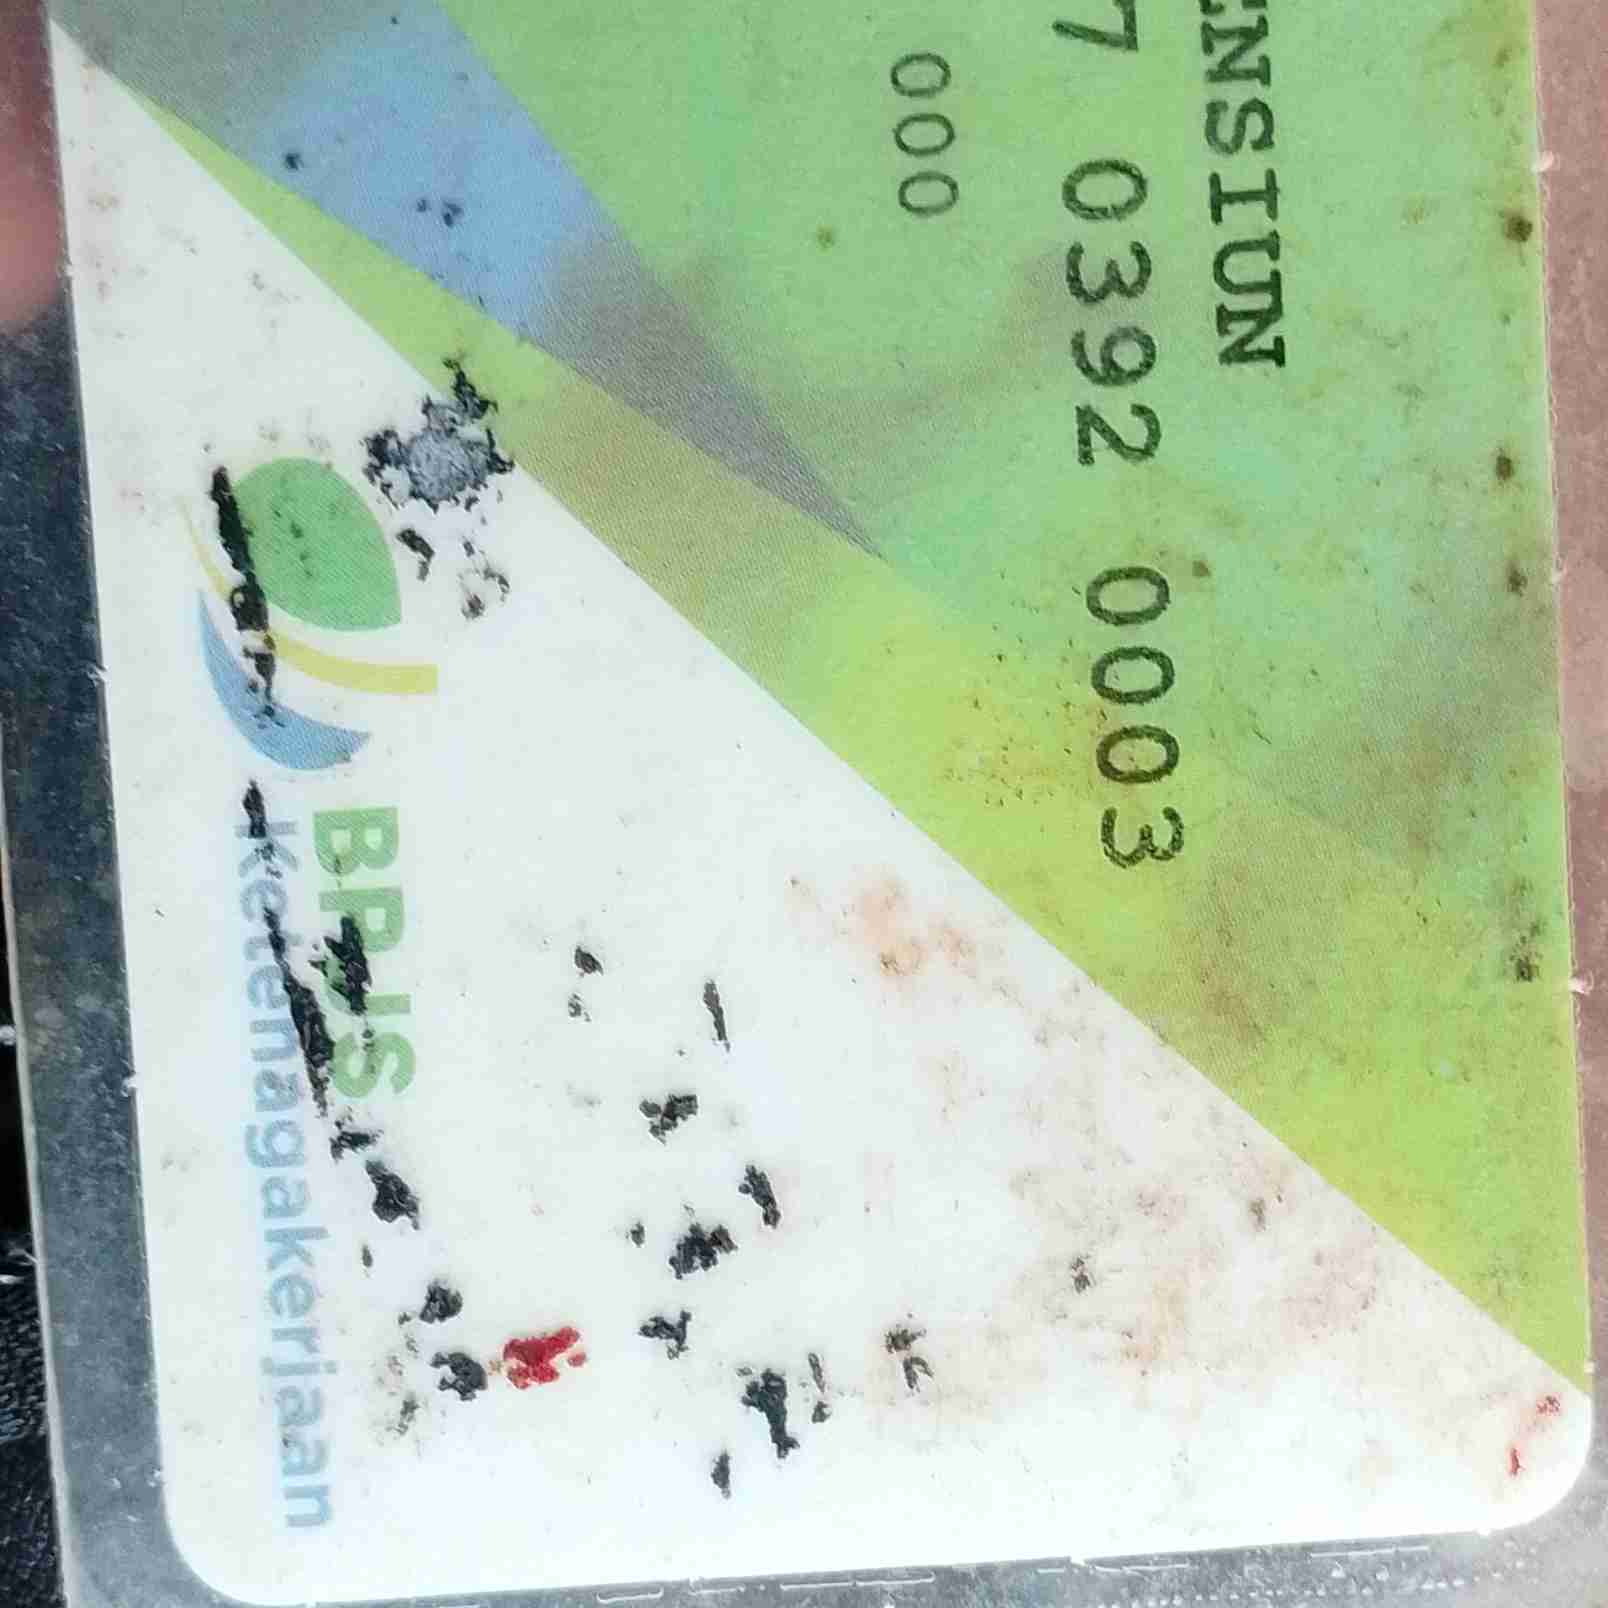 ENSIUN
7 0392 0003
000
BPJS
Ketenagakerjaan